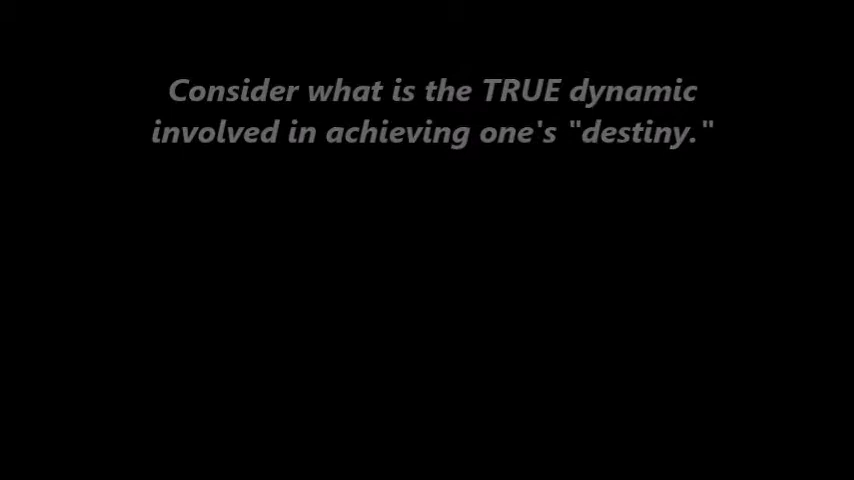 Consider what is the TRUE dynamic
involved in achieving one's "destiny."